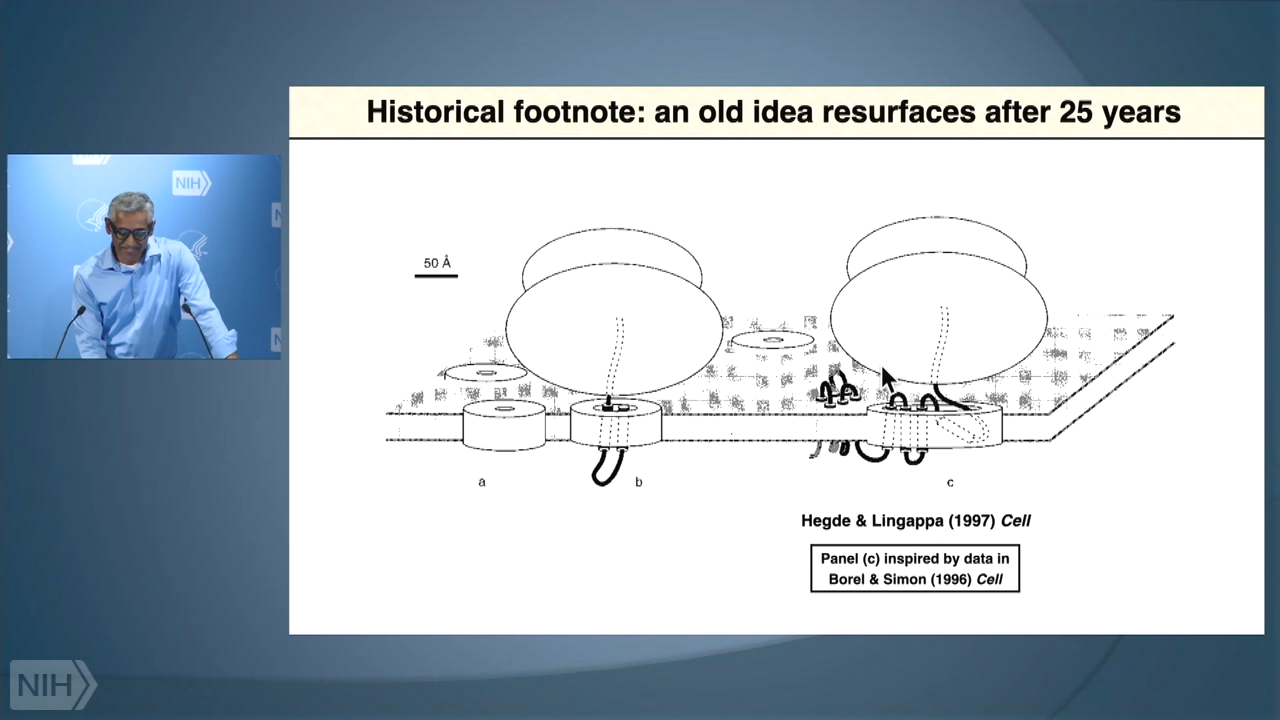 Historical footnote: an old idea resurfaces after 25 years
NIH
50 Å
a
b
c
Hegde & Lingappa (1997) Cell
Panel (c) inspired by data in
Borel & Simon (1996) Cell
NIH